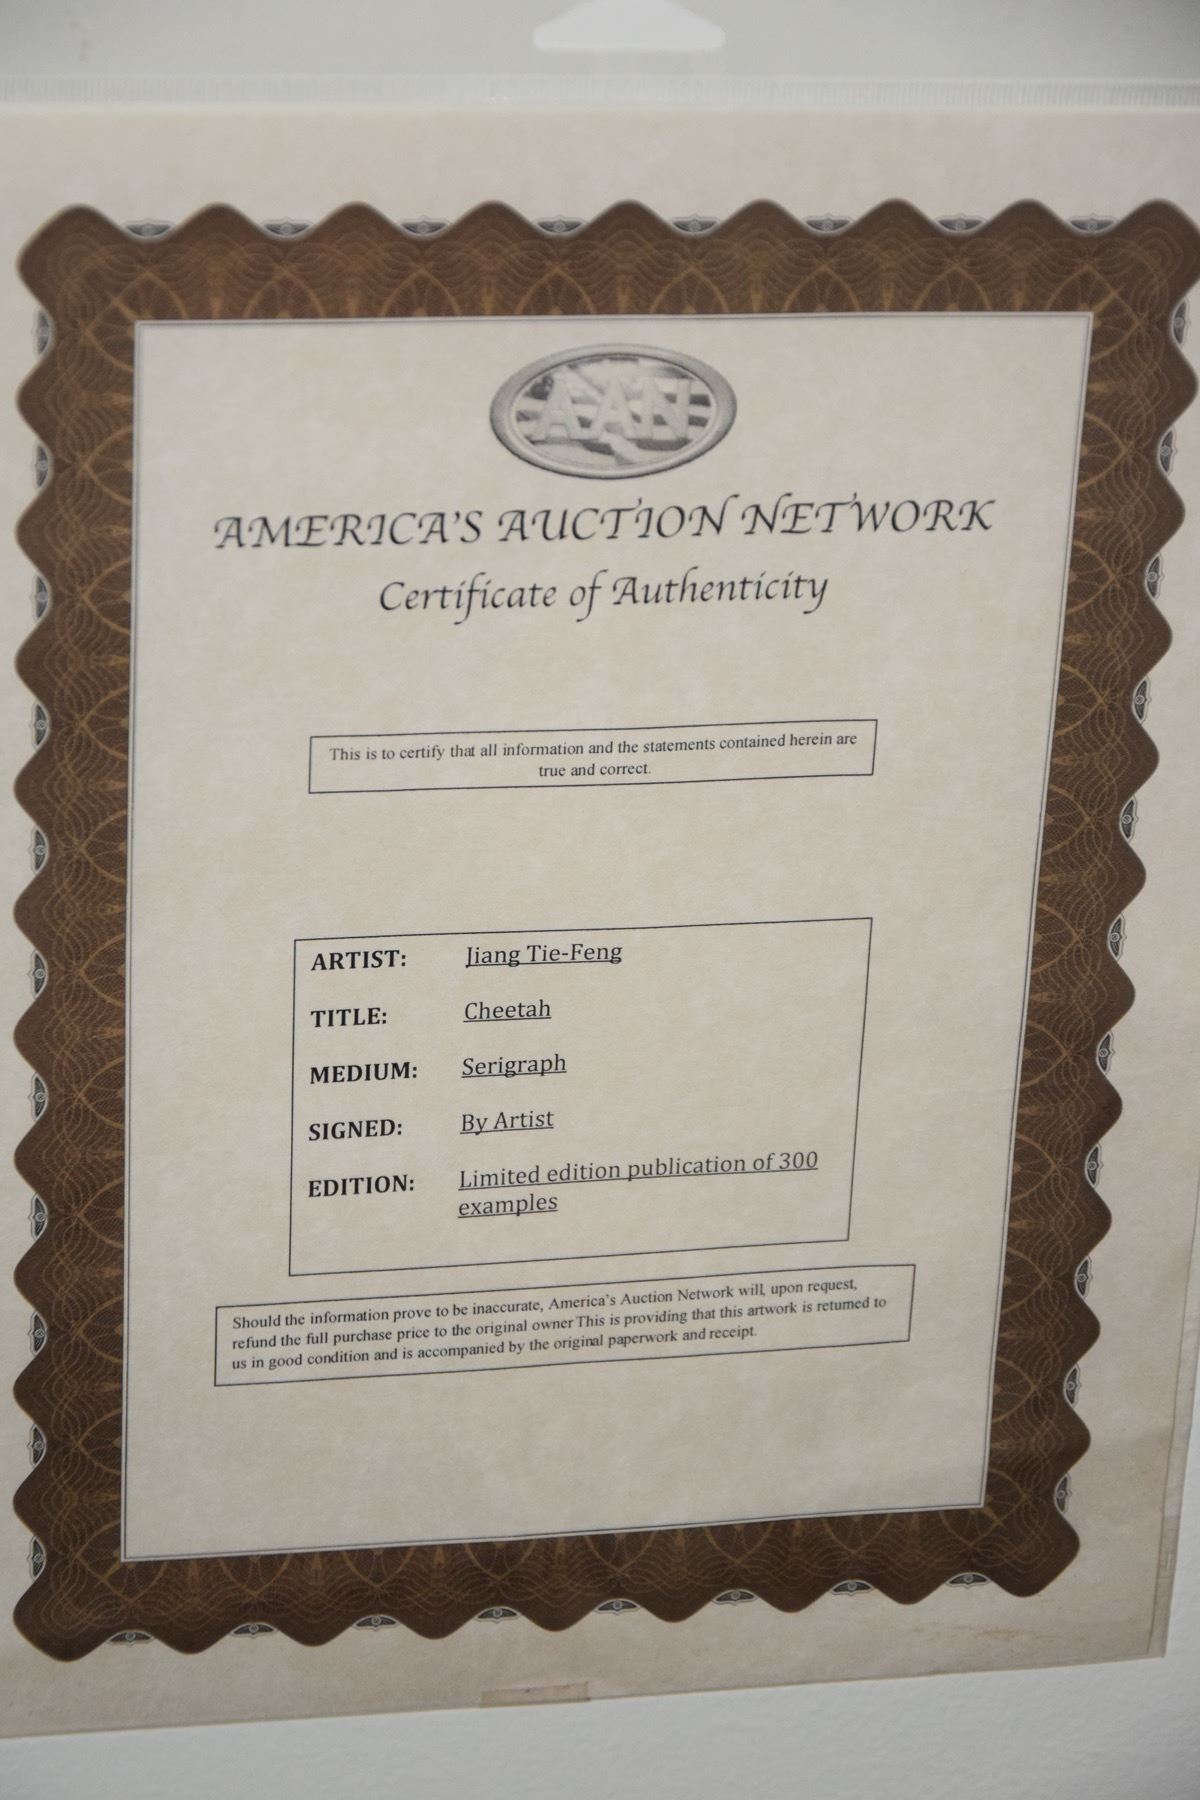 AAN
AMERICA'S AUCTION NETWORK
Certificate of Authenticity
This is to certify that all information and the statements contained herein are
true and correct.
ARTIST: Jiang Tie-Feng
TITLE: Cheetah
MEDIUM: Serigraph
SIGNED: By Artist
EDITION: Limited edition publication of 300
examples
Should the information prove to be inaccurate, America's Auction Network will, upon request,
refund the full purchase price to the original owner This is providing that this artwork is returned to
us in good condition and is accompanied by the original paperwork and receipt.